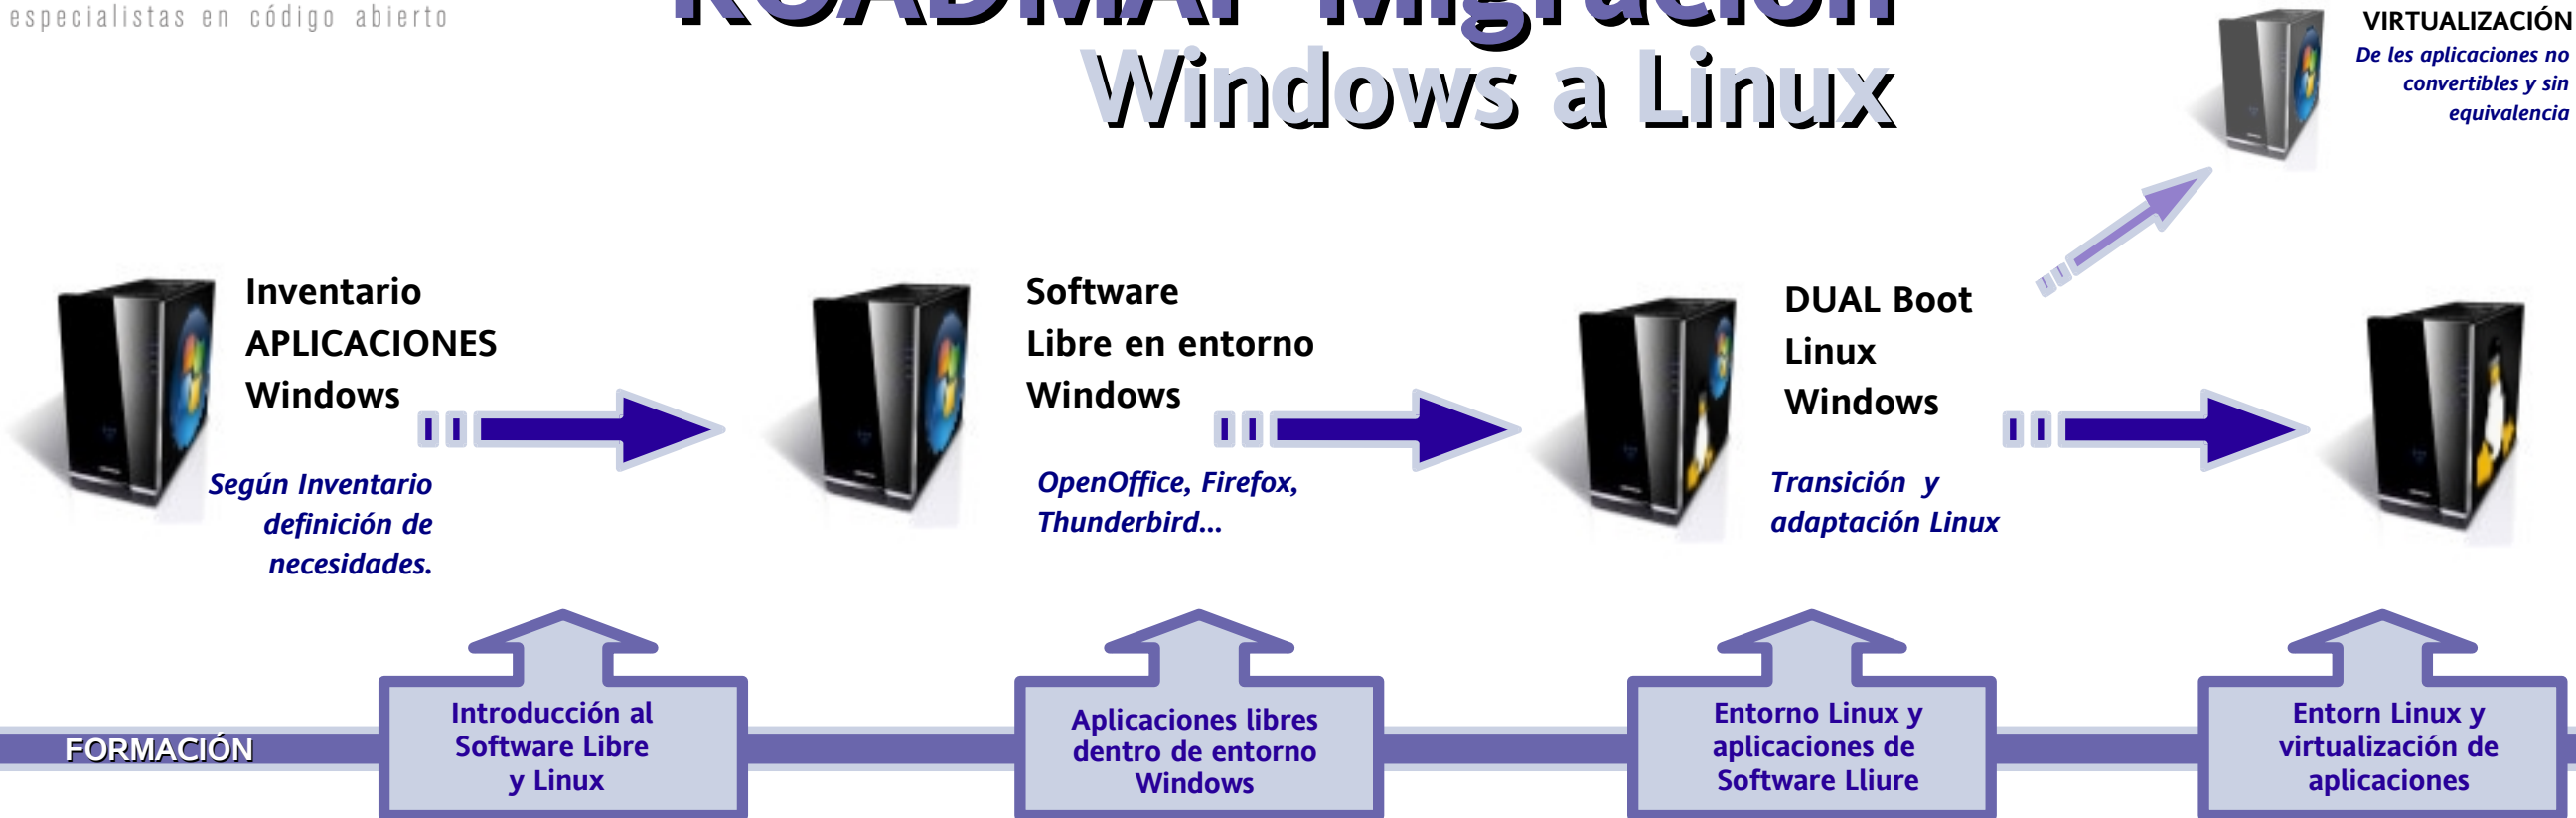 especialistas en código abierto
ROADMAP Migración
Windows a Linux
VIRTUALIZACIÓN
De les aplicaciones no
convertibles y sin
equivalencia
Inventario
APLICACIONES
Windows
Según Inventario
definición de
necesidades.
Software
Libre en entorno
Windows
OpenOffice, Firefox,
Thunderbird...
DUAL Boot
Linux
Windows
Transición y
adaptación Linux
FORMACIÓN
Introducción al
Software Libre
y Linux
Aplicaciones libres
dentro de entorno
Windows
Entorno Linux y
aplicaciones de
Software Lliure
Entorn Linux y
virtualización de
aplicaciones